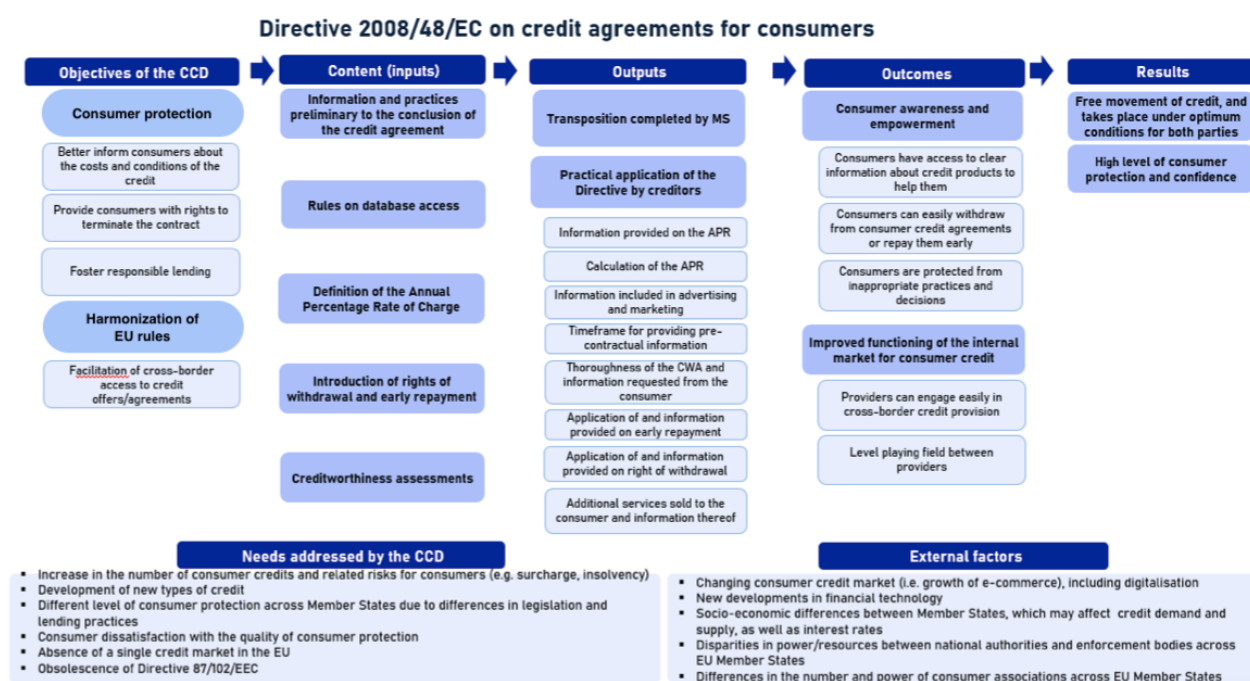 Directive 2008/48/EC on credit agreements for consumers
Objectives of the CCD
Consumer protection
Better inform consumers about
the costs and conditions of the
credit
Provide consumers with rights to
terminate the contract
Foster responsible lending
Harmonization of
EU rules
Facilitation of cross-border
access to credit
offers/agreements
Content (inputs)
Information and practices
preliminary to the conclusion of
the credit agreement
Rules on database access
Definition of the Annual
Percentage Rate of Charge
Introduction of rights of
withdrawal and early repayment
Creditworthiness assessments
Outputs
Transposition completed by MS
Practical application of the
Directive by creditors
Information provided on the APR
Calculation of the APR
Information included in advertising
and marketing
Timeframe for providing pre-
contractual information
Thoroughness of the CWA and
information requested from the
consumer
Application of and information
provided on early repayment
Application of and information
provided on right of withdrawal
Additional services sold to the
consumer and information thereof
Outcomes
Consumer awareness and
empowerment
Consumers have access to clear
information about credit products to
help them
Consumers can easily withdraw
from consumer credit agreements
or repay them early
Consumers are protected from
inappropriate practices and
decisions
Improved functioning of the internal
market for consumer credit
Providers can engage easily in
cross-border credit provision
Level playing field between
providers
Results
Free movement of credit, and
takes place under optimum
conditions for both parties
High level of consumer
protection and confidence
Needs addressed by the CCD
▪ Increase in the number of consumer credits and related risks for consumers (e.g. surcharge, insolvency)
▪ Development of new types of credit
▪ Different level of consumer protection across Member States due to differences in legislation and
lending practices
▪ Consumer dissatisfaction with the quality of consumer protection
▪ Absence of a single credit market in the EU
▪ Obsolescence of Directive 87/102/EEC
External factors
▪ Changing consumer credit market (i.e. growth of e-commerce), including digitalisation
▪ New developments in financial technology
▪ Socio-economic differences between Member States, which may affect credit demand and
supply, as well as interest rates
▪ Disparities in power/resources between national authorities and enforcement bodies across
EU Member States
▪ Differences in the number and power of consumer associations across EU Member States